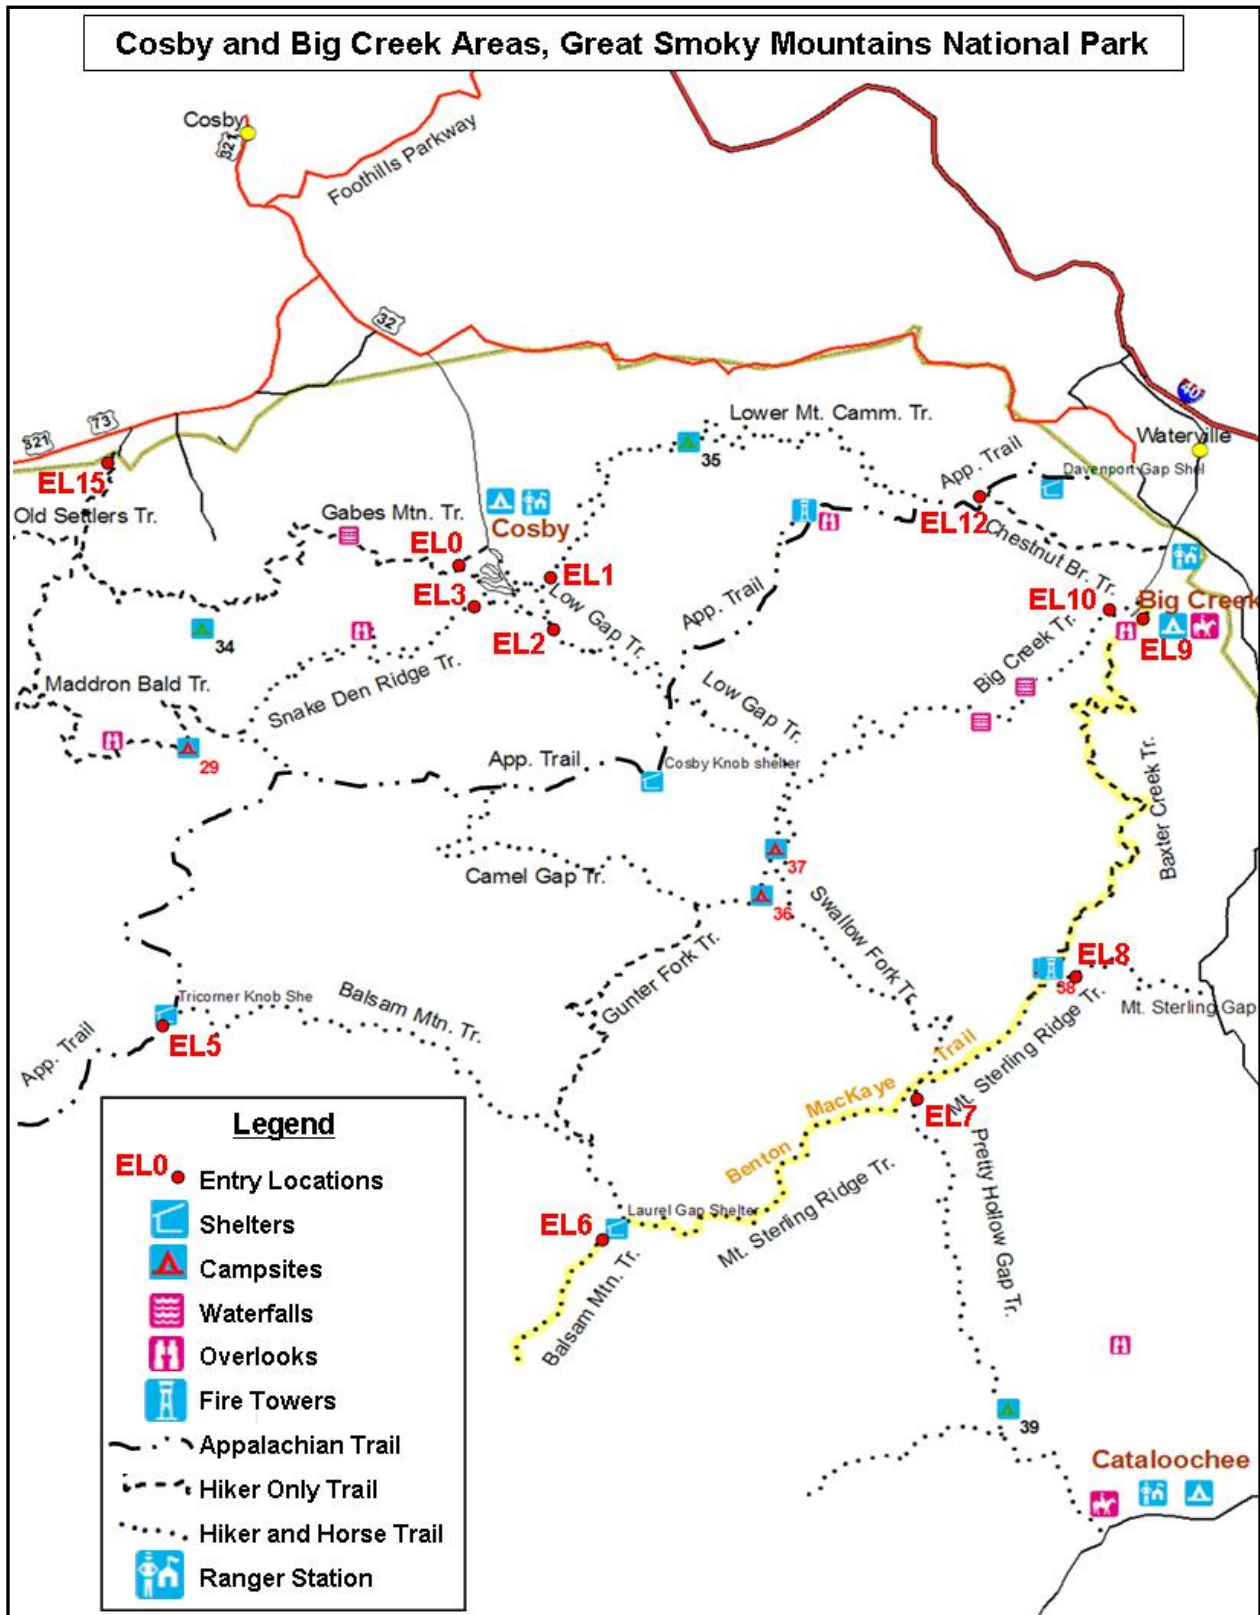 Cosby and Big Creek Areas, Great Smoky Mountains National Park
Cosby
321
Foothills Parkway
32
40
73
321
Lower Mt. Camm. Tr.
35
Waterville
App. Trail
Davenport Gap Shel
EL15
Old Settlers Tr.
Gabes Mtn. Tr.
Cosby
EL12
Chestnut Br. Tr.
EL0
EL1
EL3
Low Gap Tr.
App. Trail
EL10
Big Creek
EL2
EL9
34
Big Creek Tr.
Maddron Bald Tr.
Snake Den Ridge Tr.
Low Gap Tr.
29
App. Trail
Cosby Knob shelter
Baxter Creek Tr.
37
Camel Gap Tr.
36
Swallow Fork Tr.
Gunter Fork Tr.
EL8
38
Mt. Sterling Gap
Tricorner Knob She
Balsam Mtn. Tr.
EL5
App. Trail
Mt. Sterling Ridge Tr.
Benton MacKaye Trail
EL7
Pretty Hollow Gap Tr.
Laurel Gap Shelter
EL6
Mt. Sterling Ridge Tr.
Balsam Mtn. Tr.
39
Cataloochee
Legend
EL0 Entry Locations
Shelters
Campsites
Waterfalls
Overlooks
Fire Towers
Appalachian Trail
Hiker Only Trail
Hiker and Horse Trail
Ranger Station